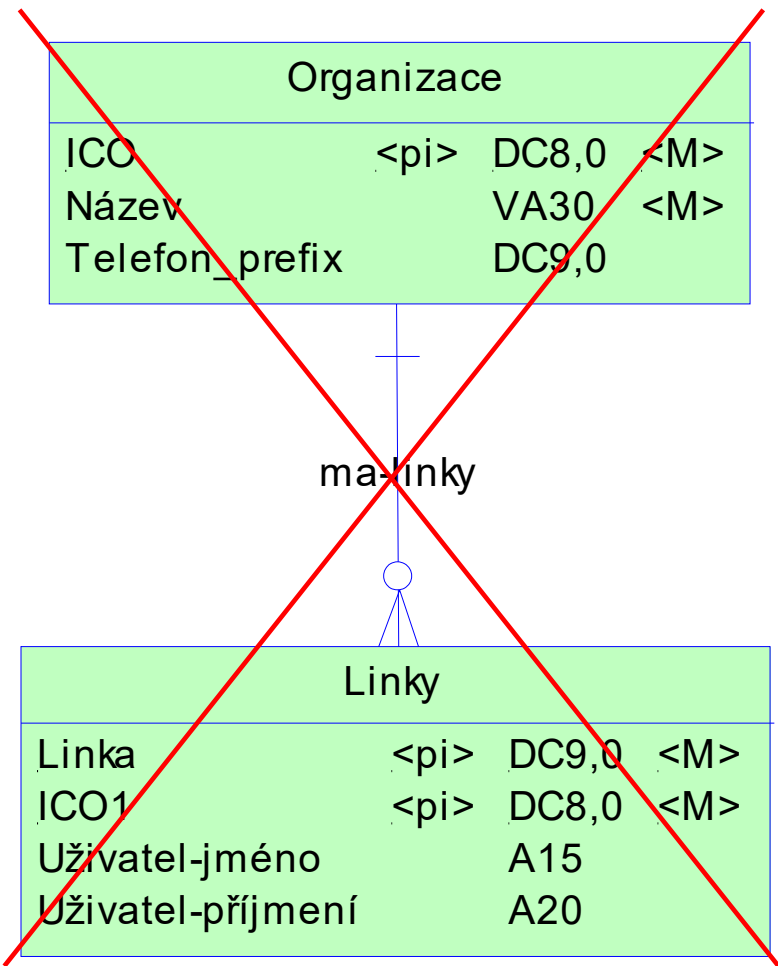 Organizace
ICO <pi> DC8,0 <M>
Název VA30 <M>
Telefon_prefix DC9,0
ma-linky
Linky
Linka <pi> DC9,0 <M>
ICO1 <pi> DC8,0 <M>
Uživatel-jméno A15
Uživatel-příjmení A20